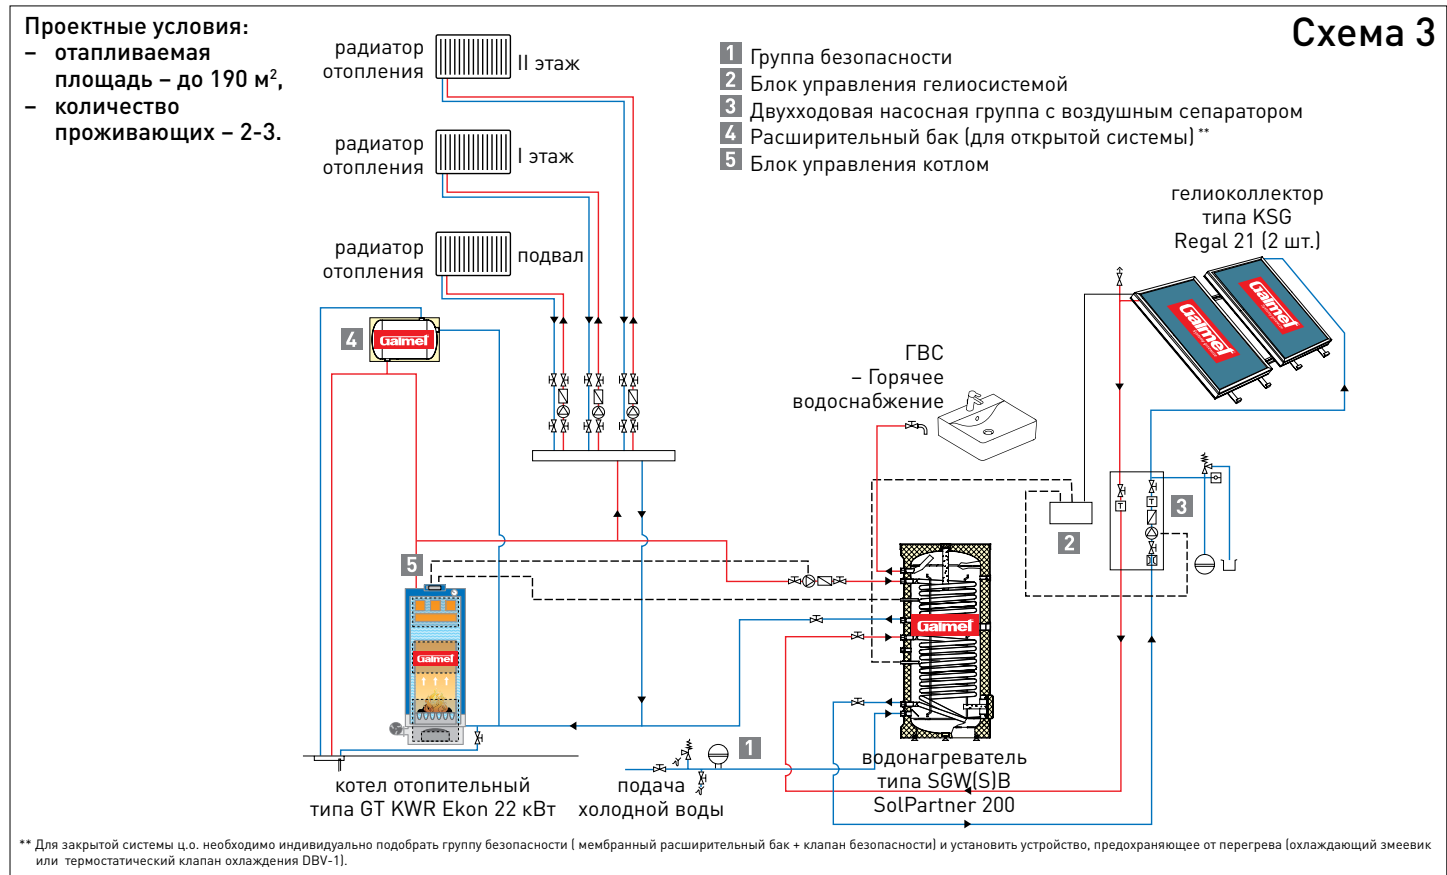 Схема 3
Проектные условия:
– отапливаемая
площадь – до 190 м²,
– количество
проживающих – 2-3.
радиатор
отопления
II этаж
радиатор
отопления
I этаж
радиатор
отопления
подвал
1 Группа безопасности
2 Блок управления гелиосистемой
3 Двухходовая насосная группа с воздушным сепаратором
4 Расширительный бак (для открытой системы) **
5 Блок управления котлом
гелиоколлектор
типа KSG
Regal 21 (2 шт.)
Galmet
Galmet
4
Galmet
ГВС
– Горячее
водоснабжение
3
2
5
T
T
Galmet
Galmet
1
котел отопительный
типа GT KWR Ekon 22 кВт
подача
холодной воды
водонагреватель
типа SGW(S)B
SolPartner 200
** Для закрытой системы ц.о. необходимо индивидуально подобрать группу безопасности ( мембранный расширительный бак + клапан безопасности) и установить устройство, предохраняющее от перегрева (охлаждающий змеевик
или термостатический клапан охлаждения DBV-1).